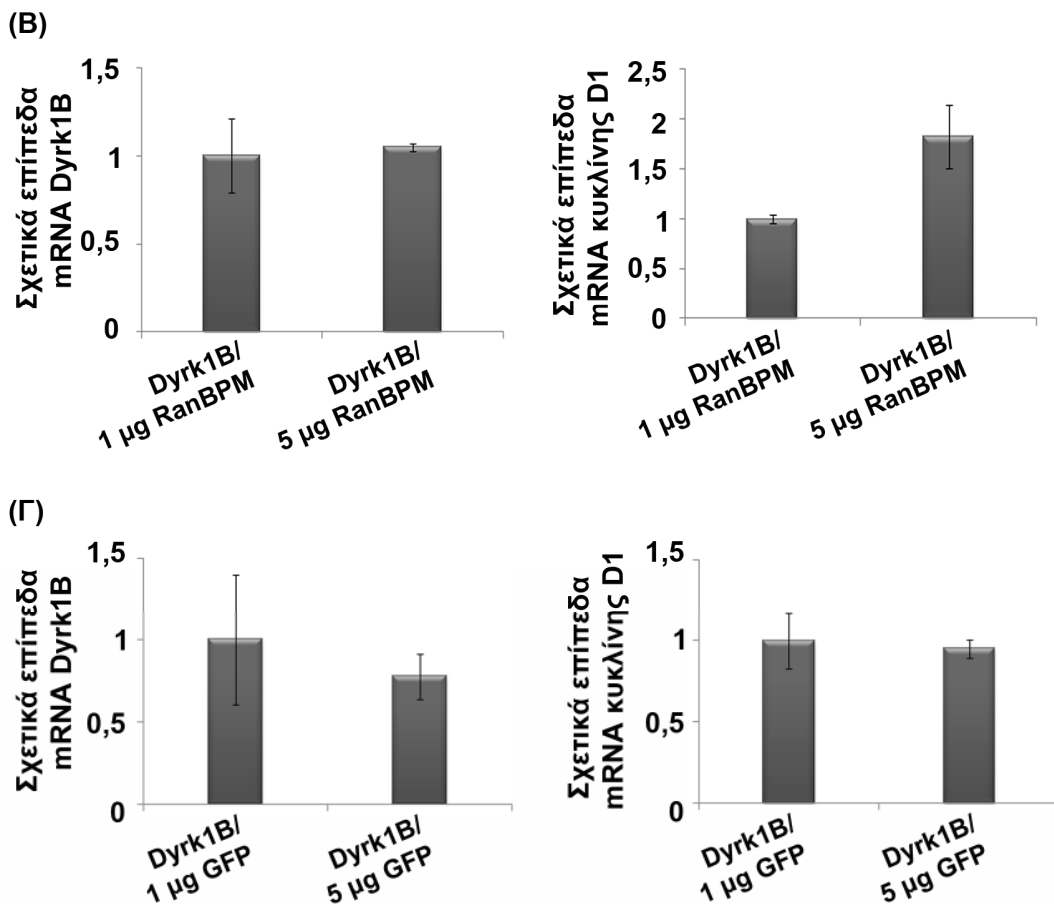 (Β)
Σχετικά επίπεδα
mRNA Dyrk1B
1,5
1
0,5
0
Dyrk1B/
1 μg RanBPM
Dyrk1B/
5 μg RanBPM
Σχετικά επίπεδα
mRNA κυκλίνης D1
2,5
2
1,5
1
0,5
0
Dyrk1B/
1 μg RanBPM
Dyrk1B/
5 μg RanBPM
(Γ)
Σχετικά επίπεδα
mRNA Dyrk1B
1,5
1
0,5
0
Dyrk1B/
1 μg GFP
Dyrk1B/
5 μg GFP
Σχετικά επίπεδα
mRNA κυκλίνης D1
1,5
1
0,5
0
Dyrk1B/
1 μg GFP
Dyrk1B/
5 μg GFP